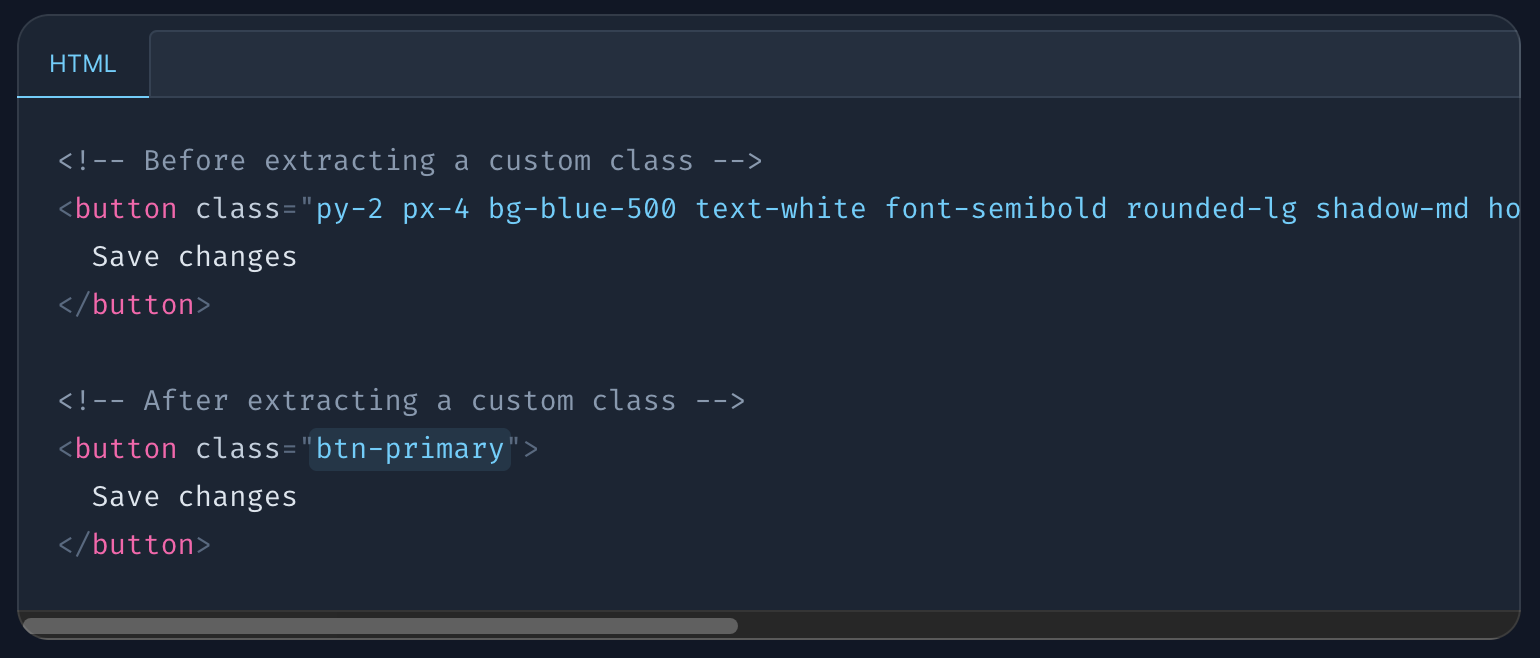 HTML
<!-- Before extracting a custom class -->
<button class="py-2 px-4 bg-blue-500 text-white font-semibold rounded-lg shadow-md ho
  Save changes
</button>
<!-- After extracting a custom class -->
<button class="btn-primary">
  Save changes
</button>